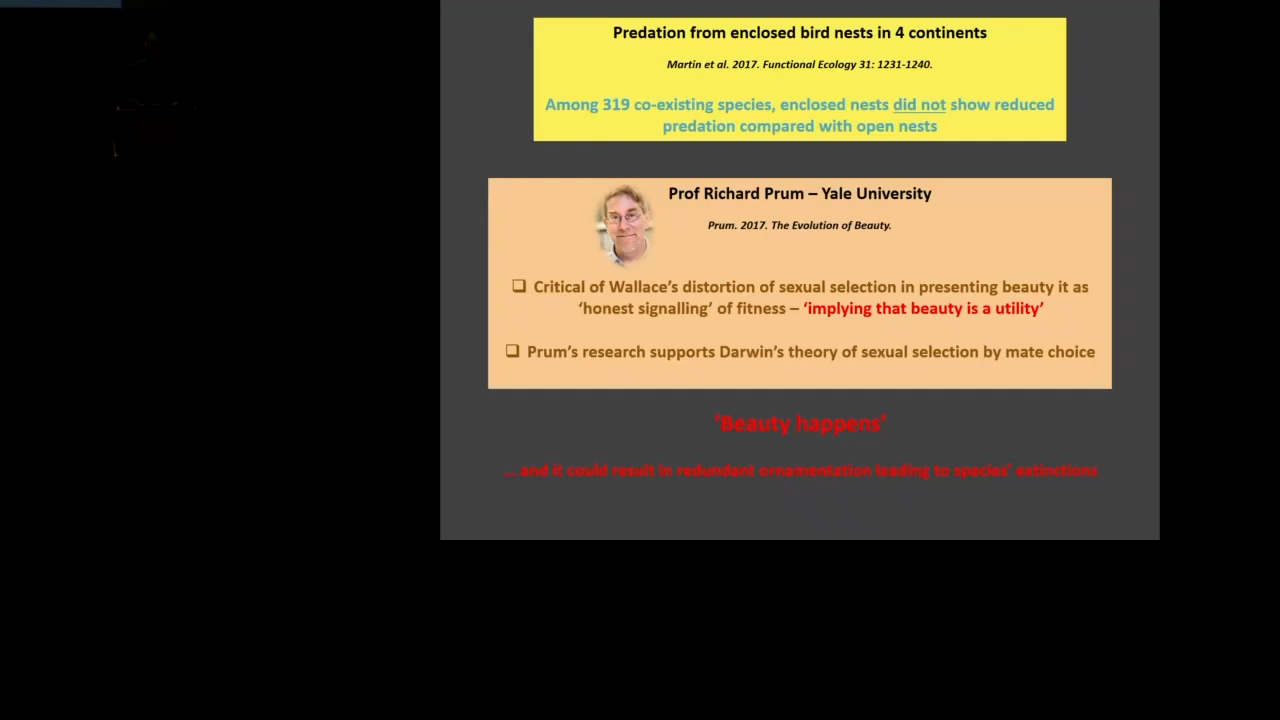 Predation from enclosed bird nests in 4 continents
Martin et al. 2017. Functional Ecology 31: 1231-1240.
Among 319 co-existing species, enclosed nests did not show reduced
predation compared with open nests
Prof Richard Prum – Yale University
Prum. 2017. The Evolution of Beauty.
❑ Critical of Wallace’s distortion of sexual selection in presenting beauty it as
‘honest signalling’ of fitness – ‘implying that beauty is a utility’
❑ Prum’s research supports Darwin’s theory of sexual selection by mate choice
‘Beauty happens’
... and it could result in redundant ornamentation leading to species’ extinctions